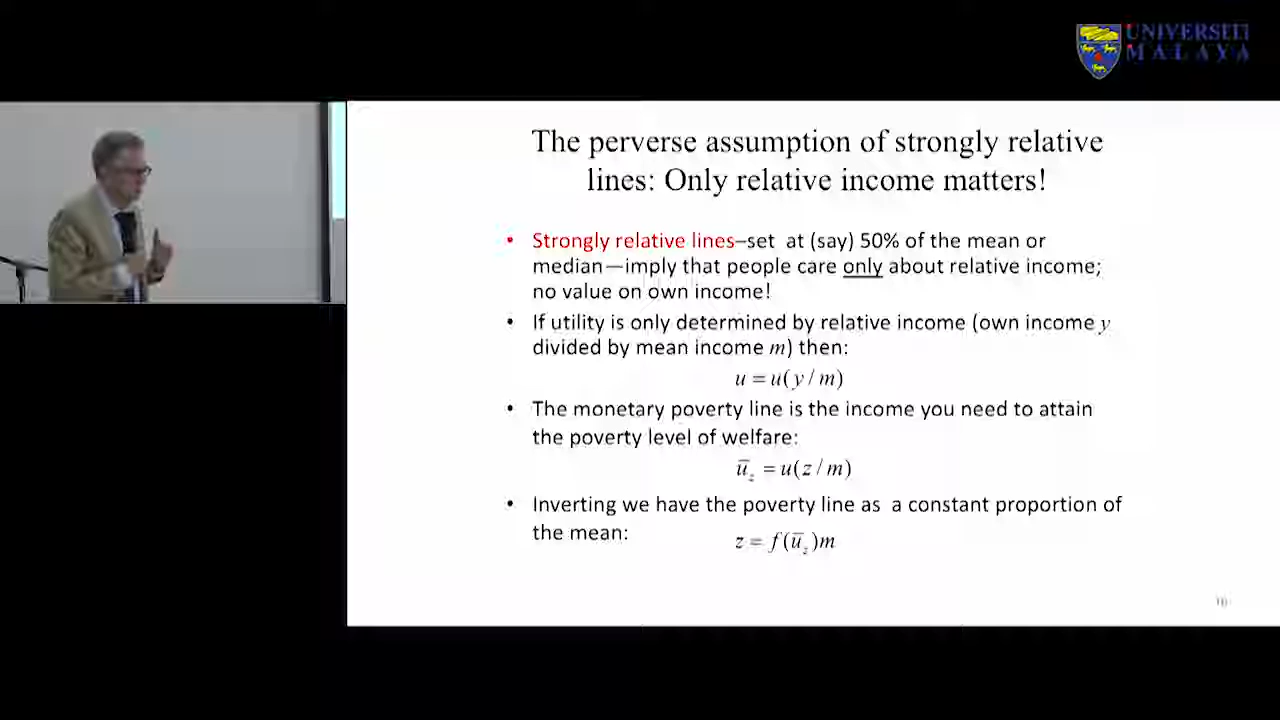 UNIVERSITI
MALAYA
The perverse assumption of strongly relative
lines: Only relative income matters!
• Strongly relative lines–set at (say) 50% of the mean or
median—imply that people care only about relative income;
no value on own income!
• If utility is only determined by relative income (own income y
divided by mean income m) then:
u = u(y/m)
• The monetary poverty line is the income you need to attain
the poverty level of welfare:
ū_z = u(z/m)
• Inverting we have the poverty line as a constant proportion of
the mean:
z = f(ū_z)m